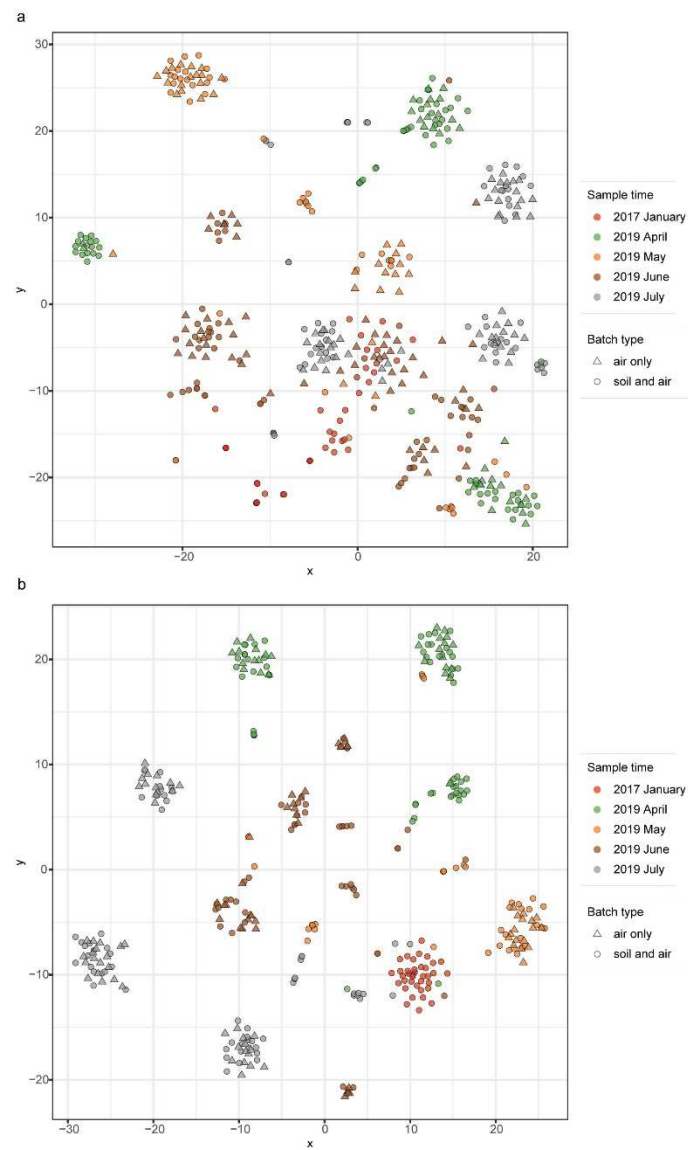 a
30
20
10
0
−10
−20
y
−20
0
20
x
Sample time
2017 January
2019 April
2019 May
2019 June
2019 July
Batch type
air only
soil and air
b
20
10
0
−10
−20
y
−30
−20
−10
0
10
20
x
Sample time
2017 January
2019 April
2019 May
2019 June
2019 July
Batch type
air only
soil and air